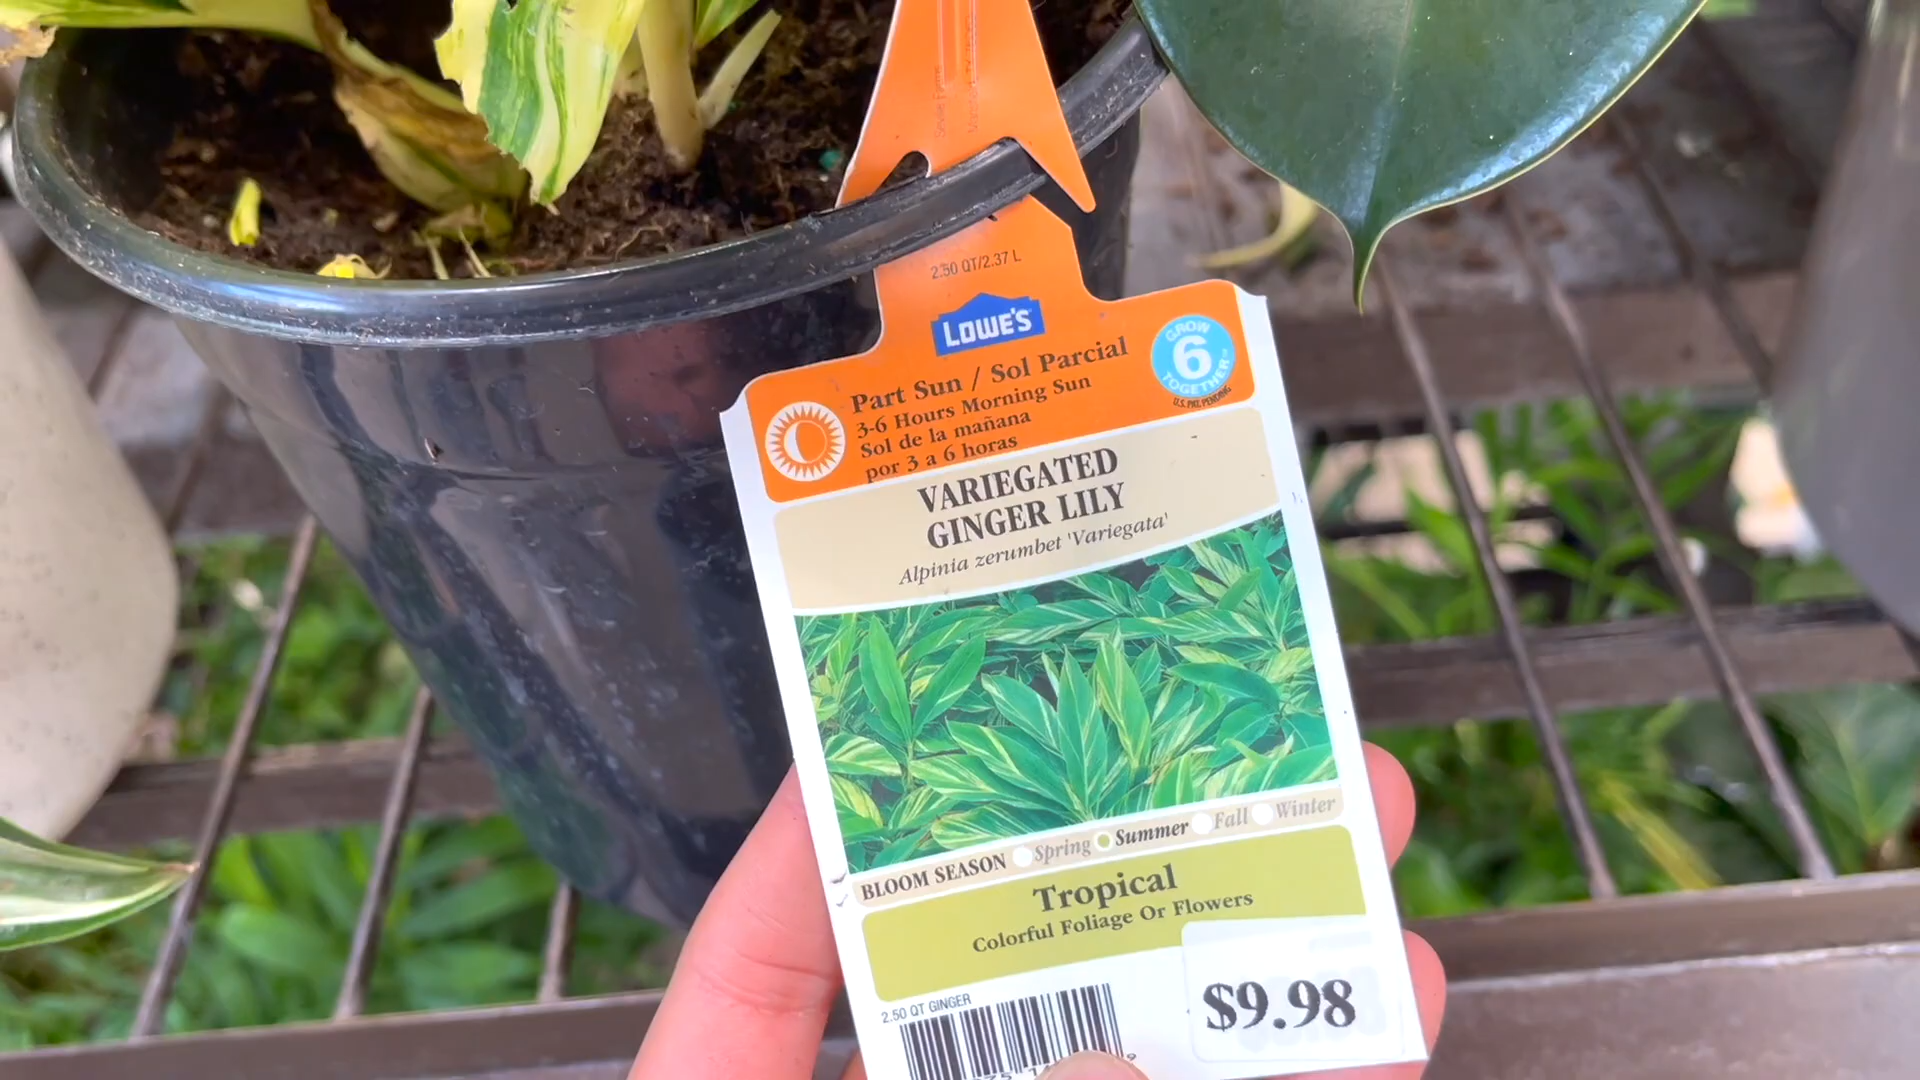 2.50 QT/2.37 L
LOWE'S
GROW
6
TOGETHER
U.S. PAT. PENDING
Part Sun / Sol Parcial
3-6 Hours Morning Sun
Sol de la mañana
por 3 a 6 horas
VARIEGATED
GINGER LILY
Alpinia zerumbet 'Variegata'
BLOOM SEASON Spring Summer Fall Winter
Tropical
Colorful Foliage Or Flowers
2.50 QT GINGER
$9.98